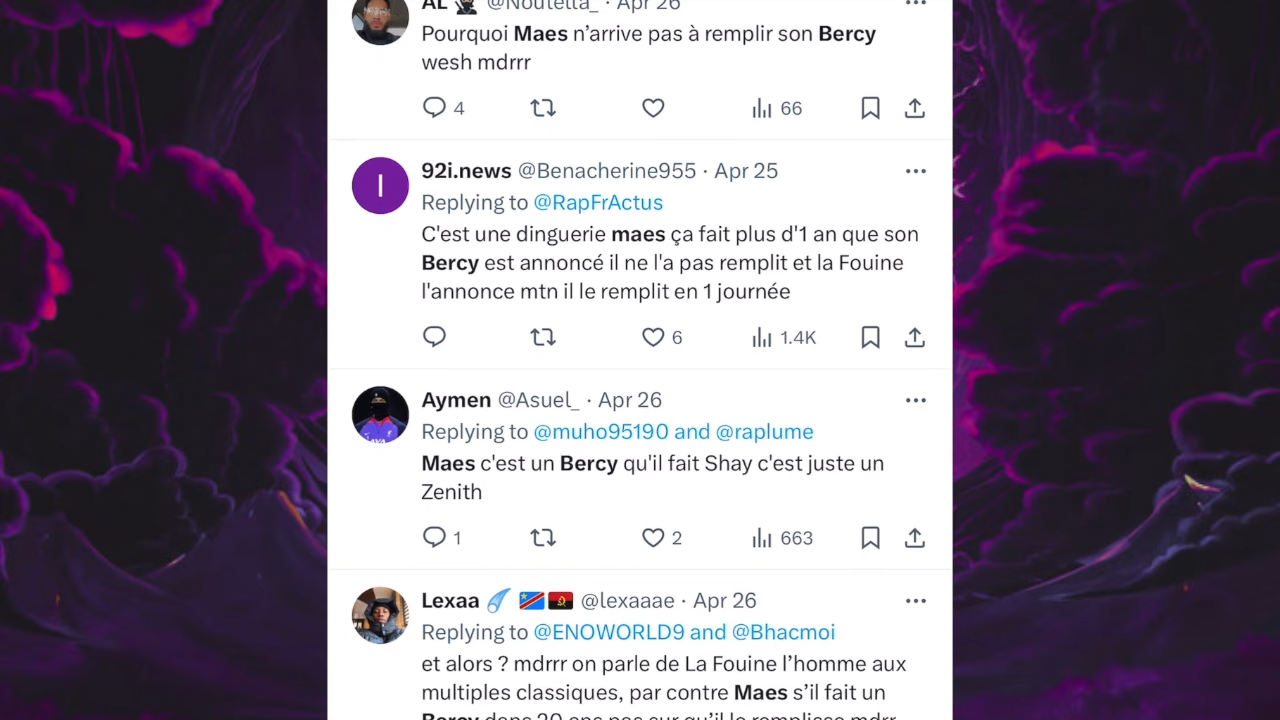 AL @Noutella_ · Apr 26
Pourquoi Maes n’arrive pas à remplir son Bercy
wesh mdrrr
4 66
92i.news @Benacherine955 · Apr 25
I
Replying to @RapFrActus
C'est une dinguerie maes ça fait plus d'1 an que son
Bercy est annoncé il ne l'a pas remplit et la Fouine
l'annonce mtn il le remplit en 1 journée
6 1.4K
Aymen @Asuel_ · Apr 26
Replying to @muho95190 and @raplume
Maes c'est un Bercy qu'il fait Shay c'est juste un
Zenith
1 2 663
Lexaa @lexaaae · Apr 26
Replying to @ENOWORLD9 and @Bhacmoi
et alors ? mdrrr on parle de La Fouine l’homme aux
multiples classiques, par contre Maes s’il fait un
Bercy dans 20 ans pas sur qu’il le remplisse mdrr